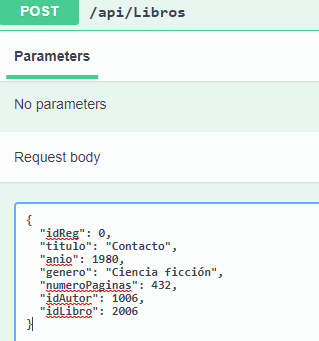 POST /api/Libros
Parameters
No parameters
Request body
{
"idReg": 0,
"titulo": "Contacto",
"anio": 1980,
"genero": "Ciencia ficción",
"numeroPaginas": 432,
"idAutor": 1006,
"idLibro": 2006
}